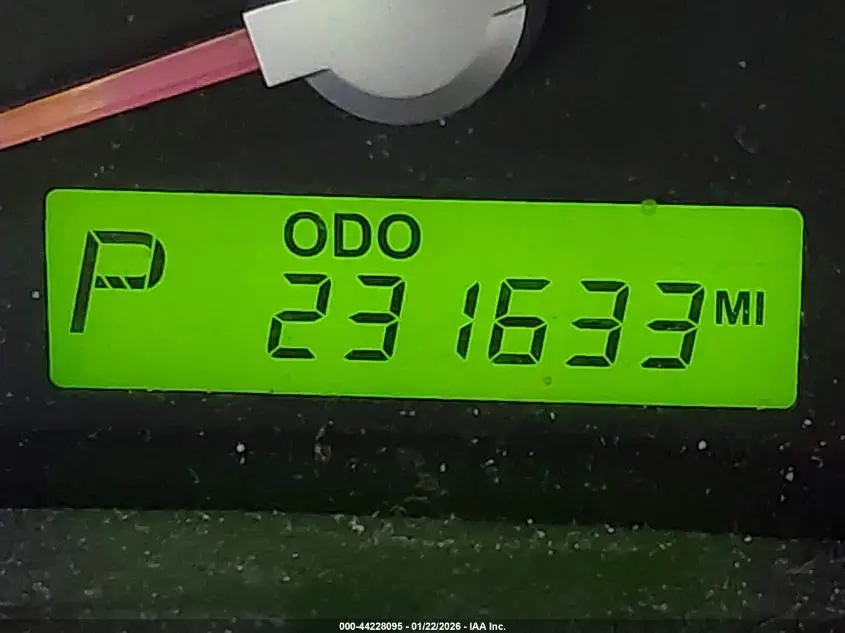 ODO
P 231633 MI
000-44228095 - 01/22/2026 - IAA Inc.